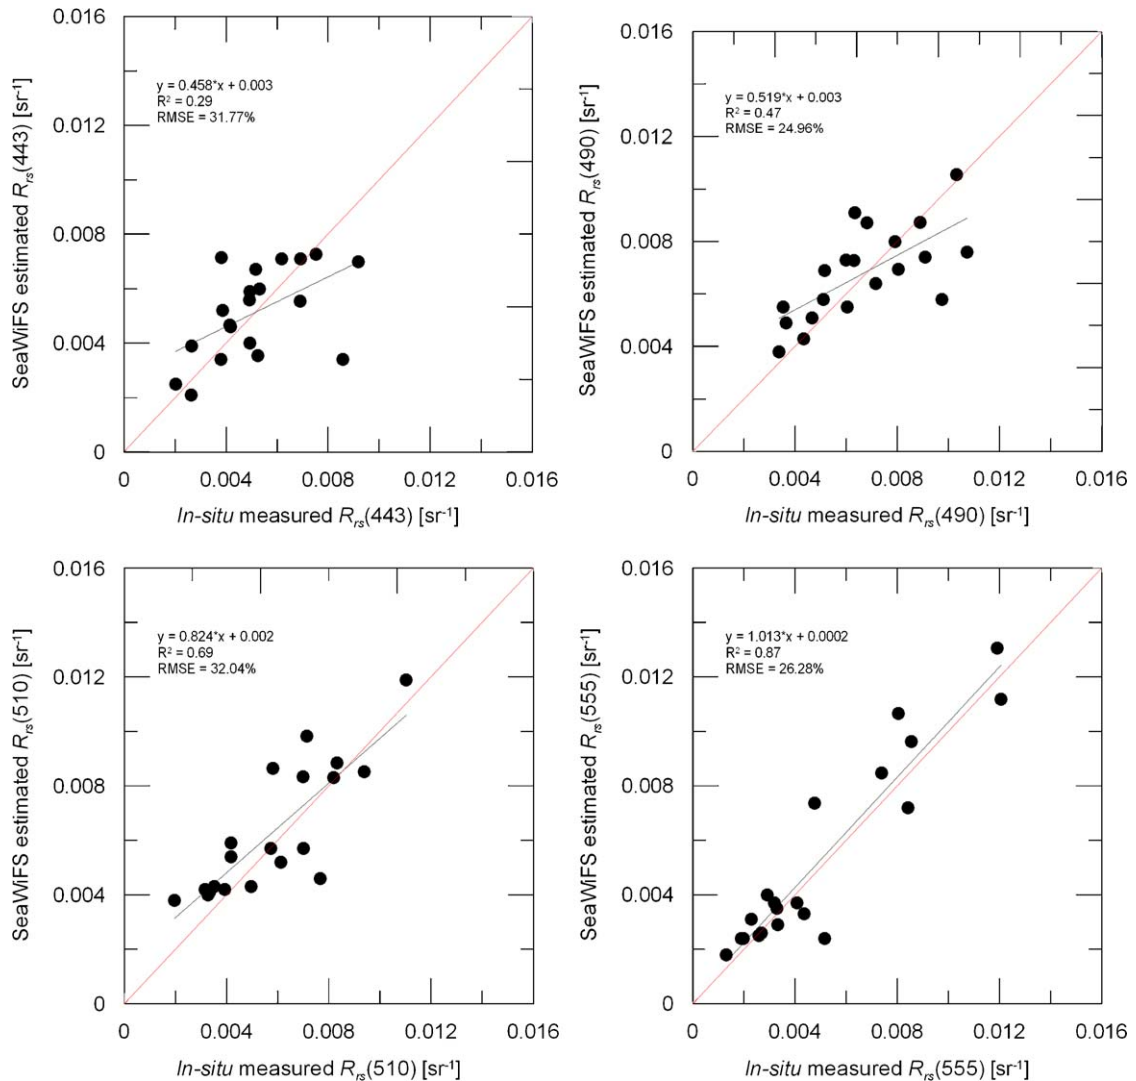 0.016
0.012
0.008
0.004
0
SeaWiFS estimated Rrs(443) [sr-1]
y = 0.458*x + 0.003
R2 = 0.29
RMSE = 31.77%
0 0.004 0.008 0.012 0.016
In-situ measured Rrs(443) [sr-1]
0.016
0.012
0.008
0.004
0
SeaWiFS estimated Rrs(490) [sr-1]
y = 0.519*x + 0.003
R2 = 0.47
RMSE = 24.96%
0 0.004 0.008 0.012 0.016
In-situ measured Rrs(490) [sr-1]
0.016
0.012
0.008
0.004
0
SeaWiFS estimated Rrs(510) [sr-1]
y = 0.824*x + 0.002
R2 = 0.69
RMSE = 32.04%
0 0.004 0.008 0.012 0.016
In-situ measured Rrs(510) [sr-1]
0.016
0.012
0.008
0.004
0
SeaWiFS estimated Rrs(555) [sr-1]
y = 1.013*x + 0.0002
R2 = 0.87
RMSE = 26.28%
0 0.004 0.008 0.012 0.016
In-situ measured Rrs(555) [sr-1]